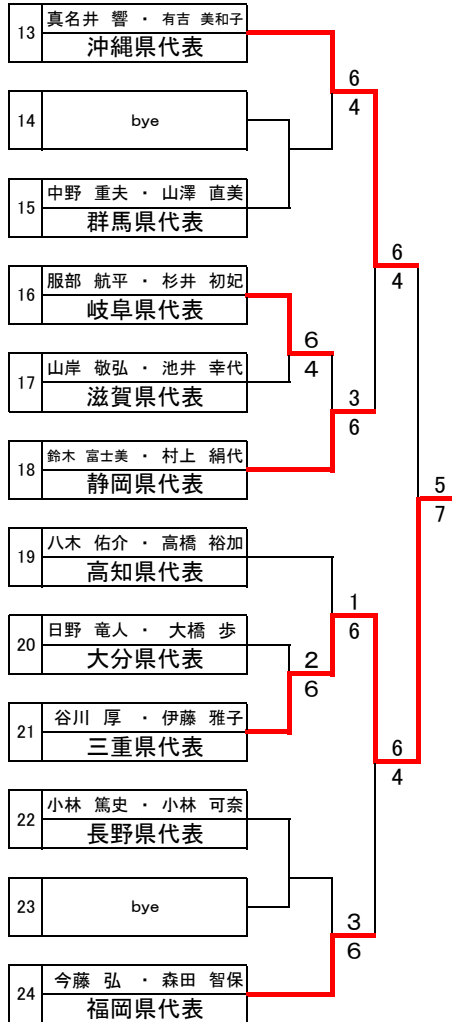 13 真名井 響 ・ 有吉 美和子
沖縄県代表
6
4
14 bye
15 中野 重夫 ・ 山澤 直美
群馬県代表
6
4
16 服部 航平 ・ 杉井 初妃
岐阜県代表
6
4
17 山岸 敬弘 ・ 池井 幸代
滋賀県代表
3
6
18 鈴木 富士美 ・ 村上 絹代
静岡県代表
5
7
19 八木 佑介 ・ 高橋 裕加
高知県代表
1
6
20 日野 竜人 ・ 大橋 歩
大分県代表
2
6
21 谷川 厚 ・ 伊藤 雅子
三重県代表
6
4
22 小林 篤史 ・ 小林 可奈
長野県代表
23 bye
3
6
24 今藤 弘 ・ 森田 智保
福岡県代表